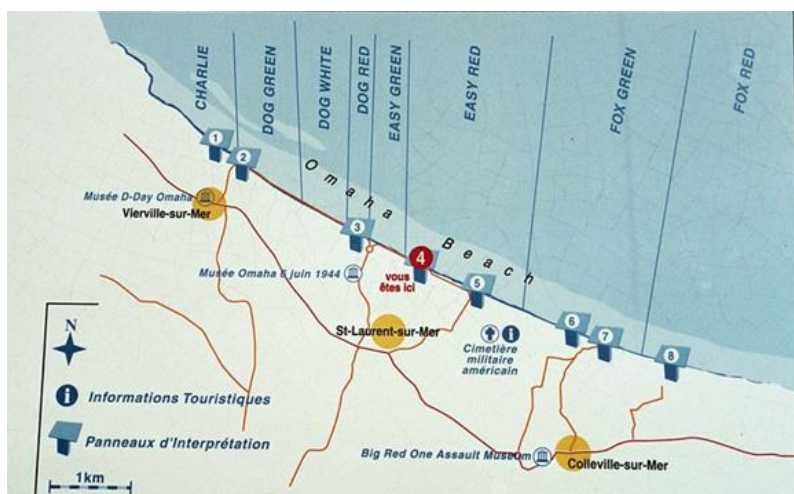 CHARLIE
DOG GREEN
DOG WHITE
DOG RED
EASY GREEN
EASY RED
FOX GREEN
FOX RED
1
2
Omaha Beach
Musée D-Day Omaha
Vierville-sur-Mer
3
4
vous
êtes ici
5
Musée Omaha 6 juin 1944
St-Laurent-sur-Mer
6
7
8
Cimetière
militaire
américain
N
i
i Informations Touristiques
Panneaux d'Interprétation
Big Red One Assault Museum
Colleville-sur-Mer
1km